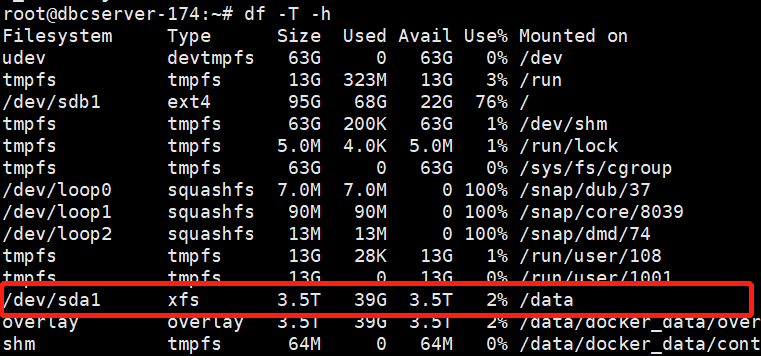 root@dbcserver-174:~# df -T -h
Filesystem Type Size Used Avail Use% Mounted on
udev devtmpfs 63G 0 63G 0% /dev
tmpfs tmpfs 13G 323M 13G 3% /run
/dev/sdb1 ext4 95G 68G 22G 76% /
tmpfs tmpfs 63G 200K 63G 1% /dev/shm
tmpfs tmpfs 5.0M 4.0K 5.0M 1% /run/lock
tmpfs tmpfs 63G 0 63G 0% /sys/fs/cgroup
/dev/loop0 squashfs 7.0M 7.0M 0 100% /snap/dub/37
/dev/loop1 squashfs 90M 90M 0 100% /snap/core/8039
/dev/loop2 squashfs 13M 13M 0 100% /snap/dmd/74
tmpfs tmpfs 13G 28K 13G 1% /run/user/108
tmpfs tmpfs 13G 0 13G 0% /run/user/1001
/dev/sda1 xfs 3.5T 39G 3.5T 2% /data
overlay overlay 3.5T 39G 3.5T 2% /data/docker_data/over
shm tmpfs 64M 0 64M 0% /data/docker_data/cont